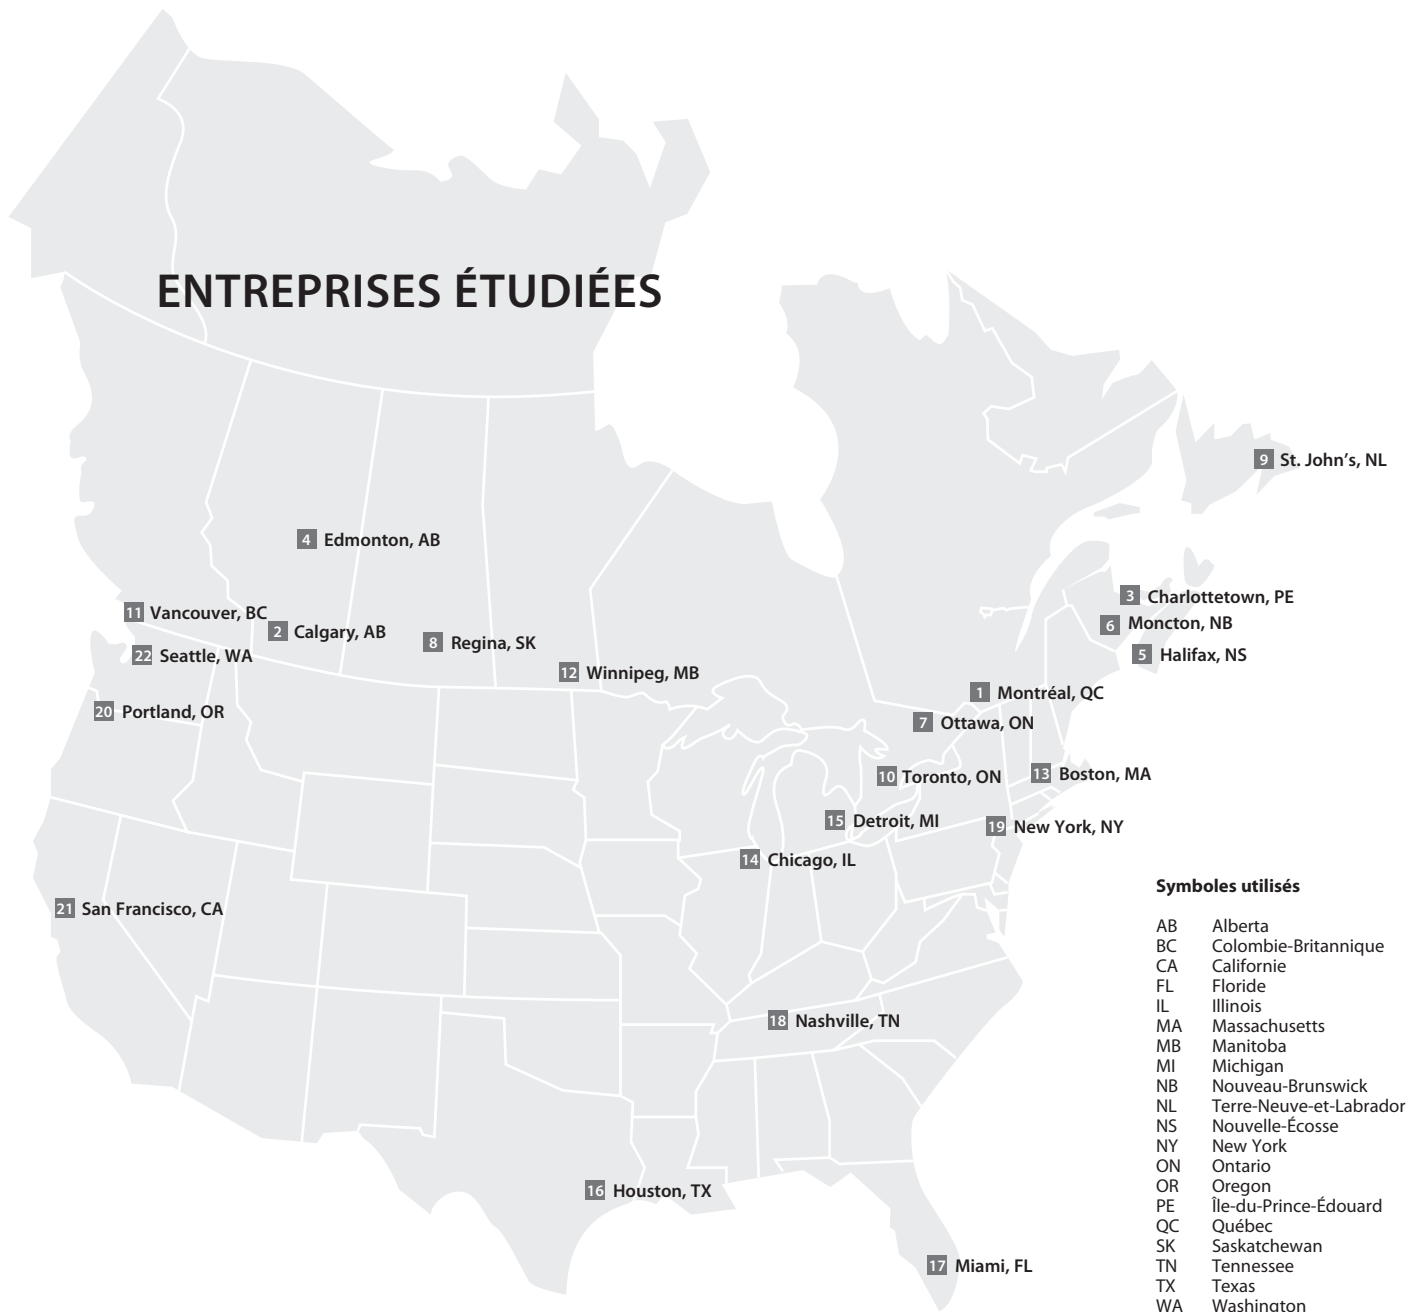 ENTREPRISES ÉTUDIÉES
9 St. John’s, NL
4 Edmonton, AB
3 Charlottetown, PE
11 Vancouver, BC
6 Moncton, NB
2 Calgary, AB
8 Regina, SK
22 Seattle, WA
5 Halifax, NS
12 Winnipeg, MB
1 Montréal, QC
20 Portland, OR
7 Ottawa, ON
10 Toronto, ON
13 Boston, MA
15 Detroit, MI
19 New York, NY
14 Chicago, IL
21 San Francisco, CA
18 Nashville, TN
16 Houston, TX
17 Miami, FL
Symboles utilisés
AB Alberta
BC Colombie-Britannique
CA Californie
FL Floride
IL Illinois
MA Massachusetts
MB Manitoba
MI Michigan
NB Nouveau-Brunswick
NL Terre-Neuve-et-Labrador
NS Nouvelle-Écosse
NY New York
ON Ontario
OR Oregon
PE Île-du-Prince-Édouard
QC Québec
SK Saskatchewan
TN Tennessee
TX Texas
WA Washington